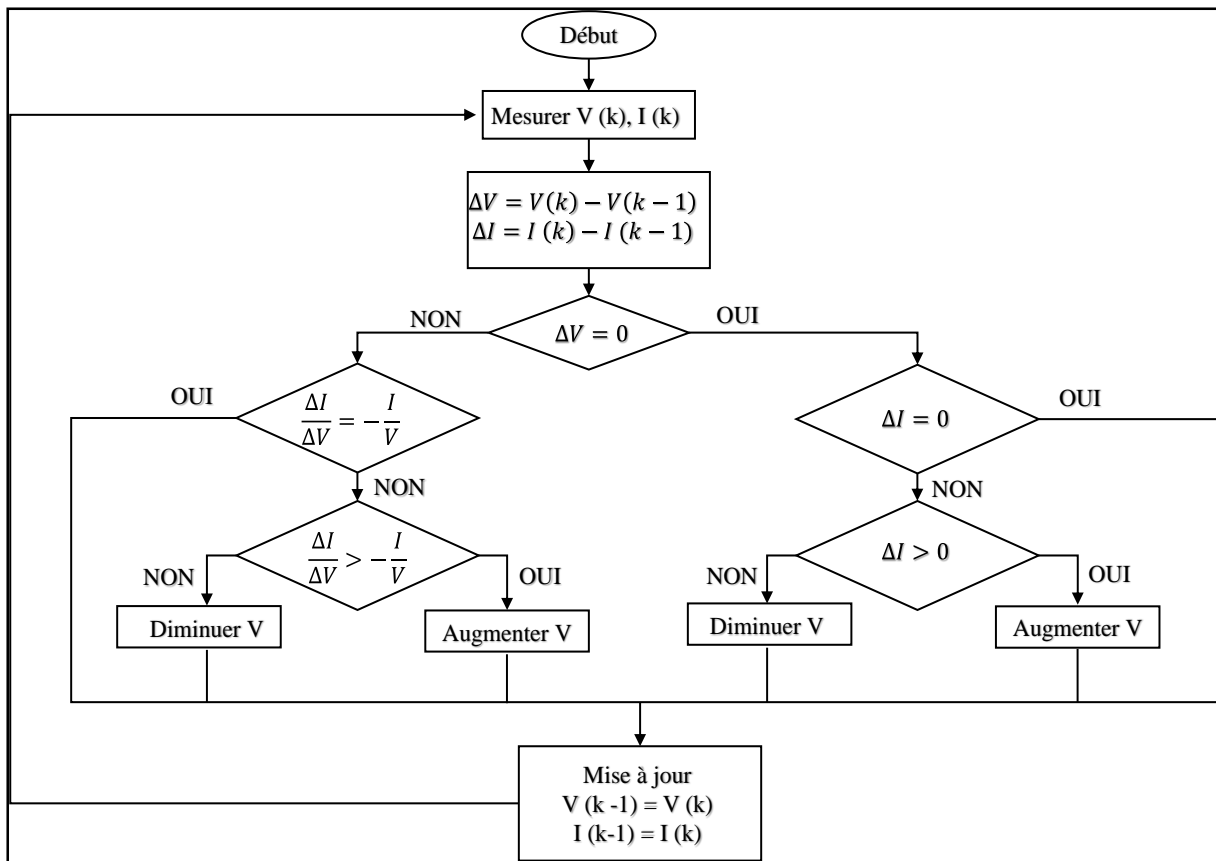 Début
Mesurer V (k), I (k)
ΔV = V(k) − V(k − 1)
ΔI = I (k) − I (k − 1)
NON
ΔV = 0
OUI
OUI
ΔI/ΔV = −I/V
ΔI = 0
OUI
NON
NON
NON
ΔI/ΔV > −I/V
OUI
NON
ΔI > 0
OUI
Diminuer V
Augmenter V
Diminuer V
Augmenter V
Mise à jour
V (k -1) = V (k)
I (k-1) = I (k)